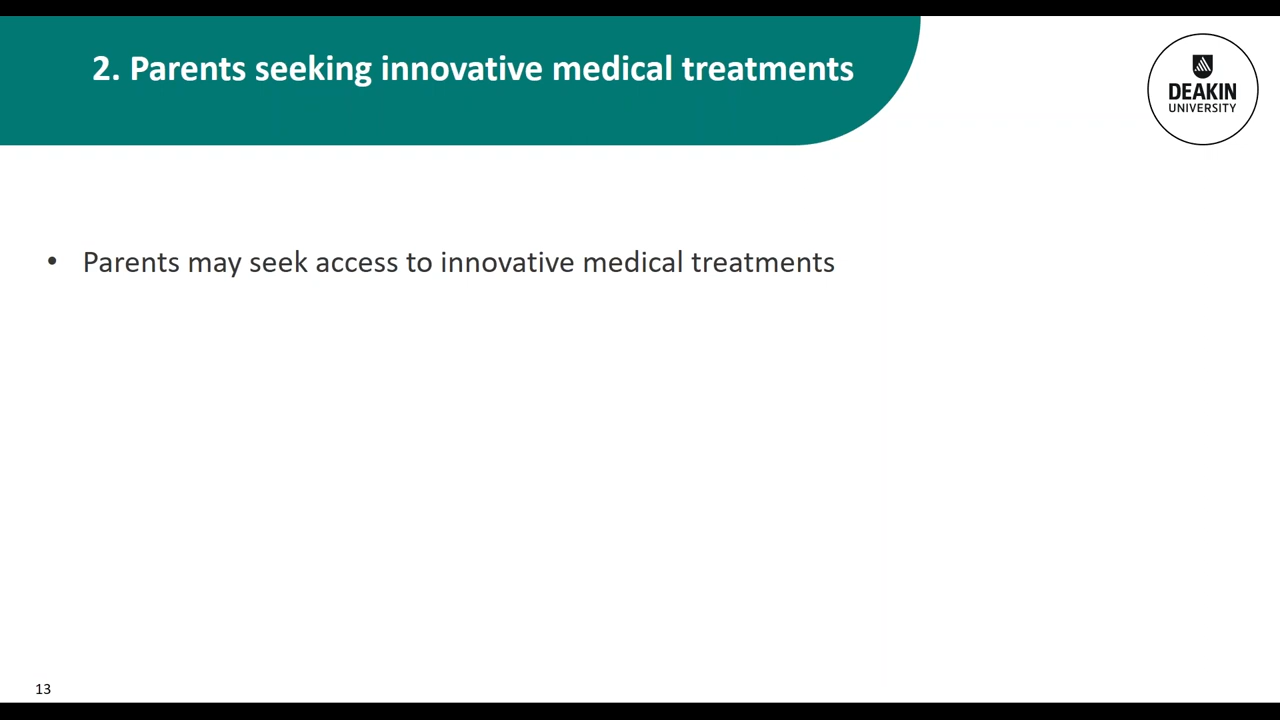 2. Parents seeking innovative medical treatments
DEAKIN
UNIVERSITY
• Parents may seek access to innovative medical treatments
13